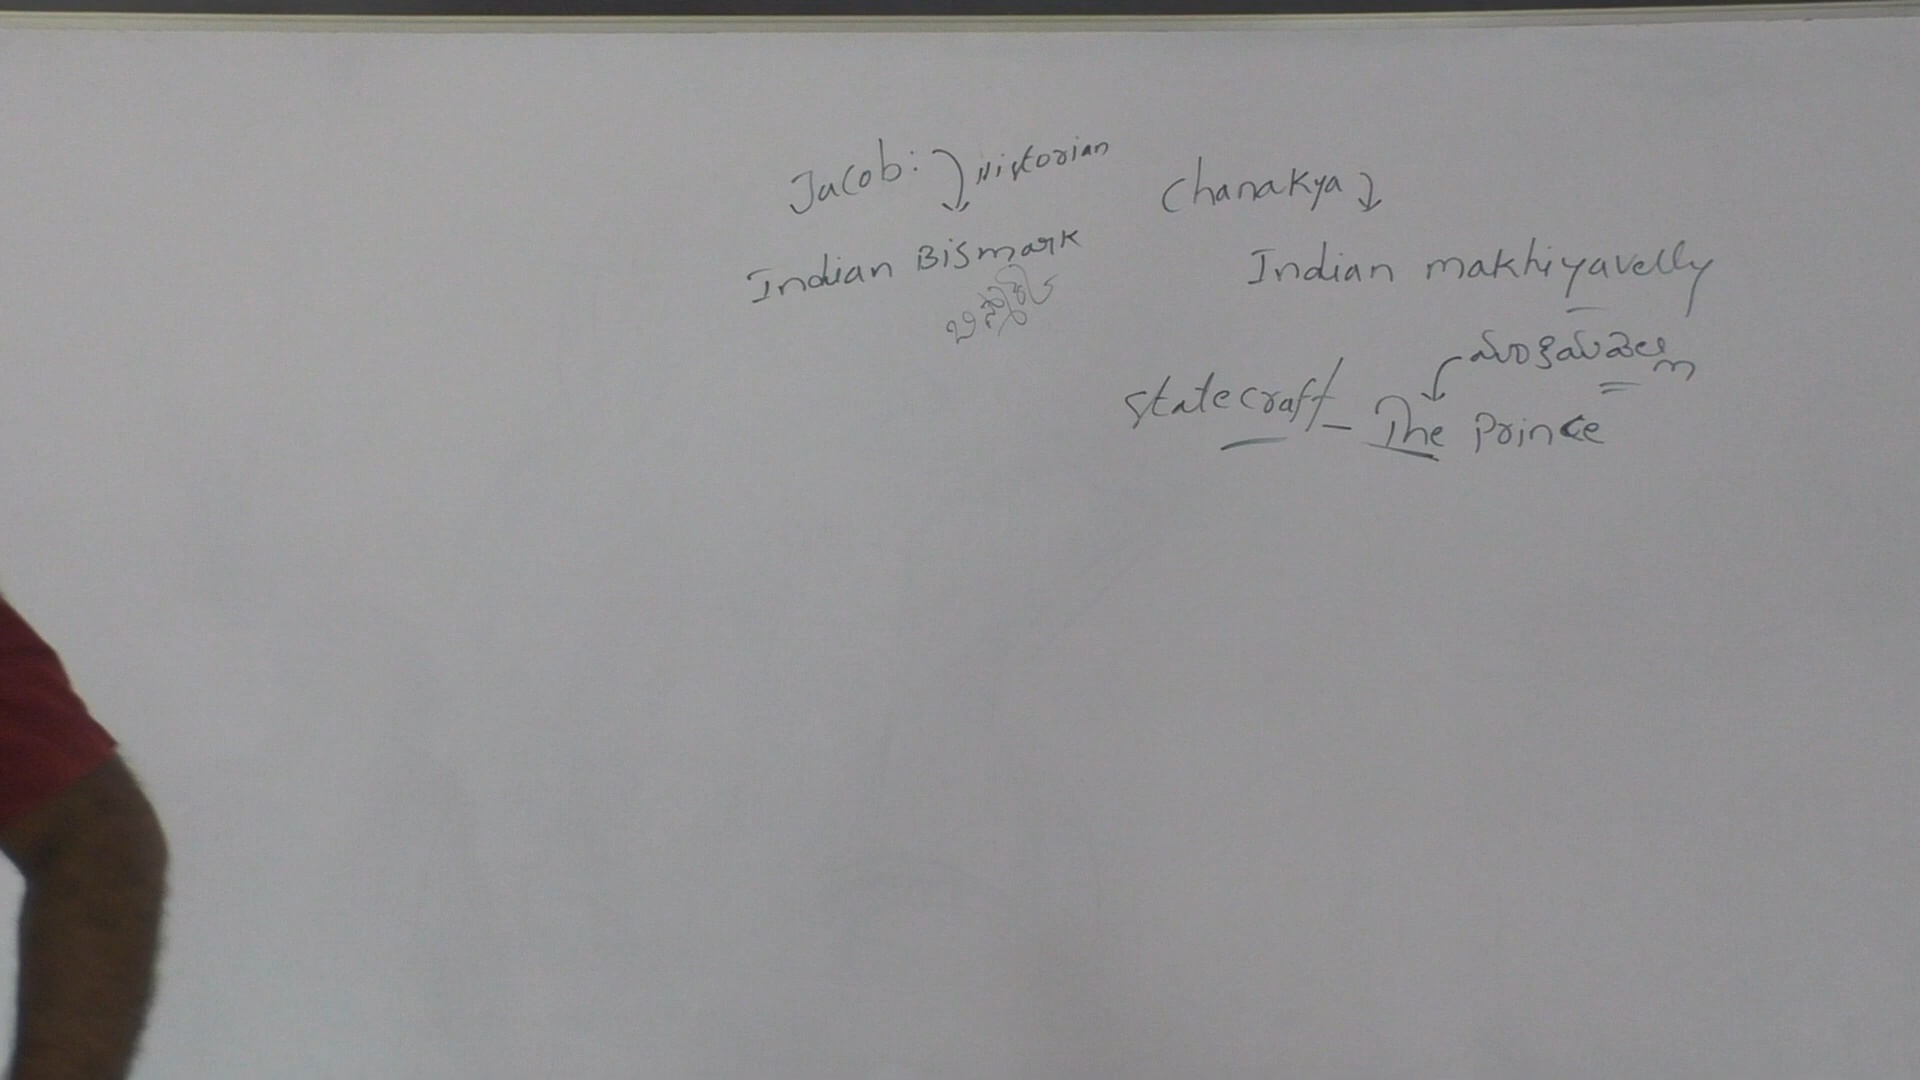 Jacob: Historian
Indian Bismark
Chanakya
Indian makhiyavelly
ಬಿಸ್ಮಾರ್ಕ್
statecraft - The Prince